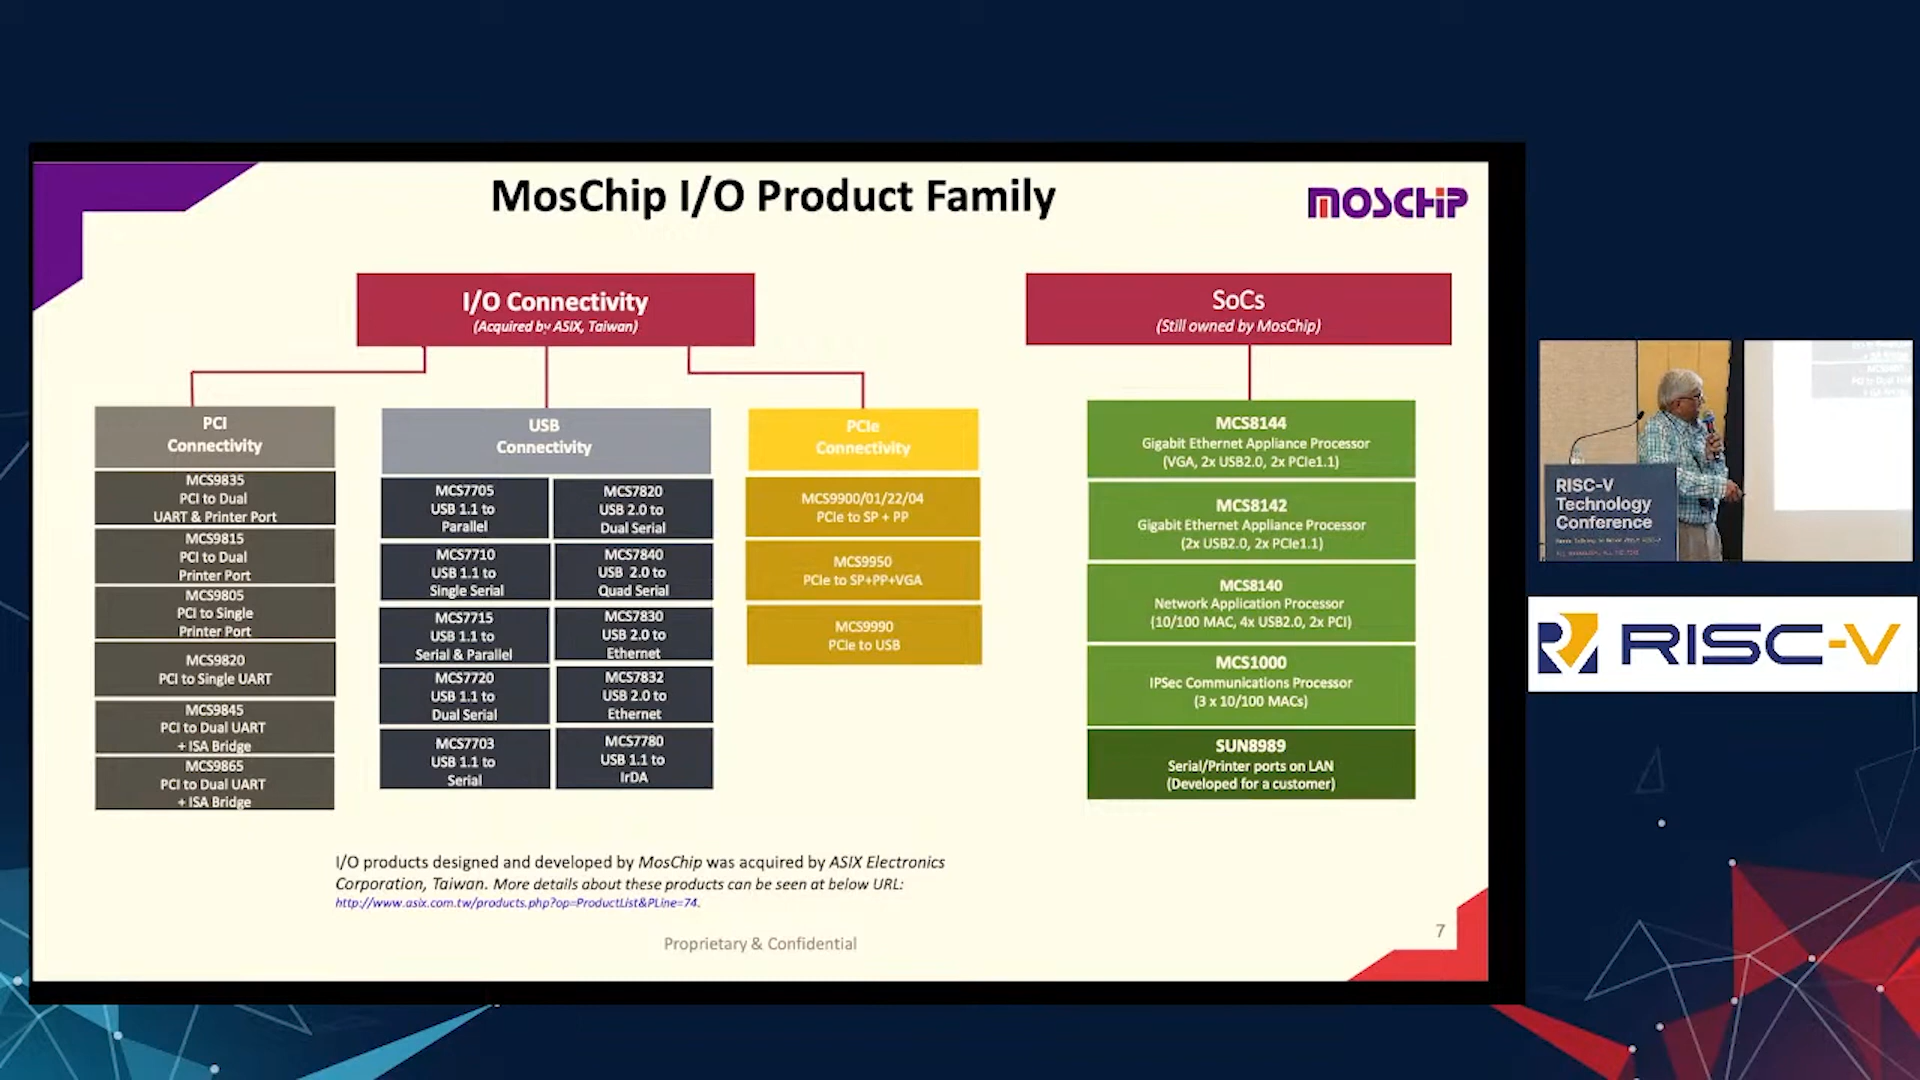 MosChip I/O Product Family
MOSCHIP
I/O Connectivity
(Acquired by ASIX, Taiwan)
SoCs
(Still owned by MosChip)
PCI
Connectivity
MCS9835
PCI to Dual
UART & Printer Port
MCS9815
PCI to Dual
Printer Port
MCS9805
PCI to Single
Printer Port
MCS9820
PCI to Single UART
MCS9845
PCI to Dual UART
+ ISA Bridge
MCS9865
PCI to Dual UART
+ ISA Bridge
USB
Connectivity
MCS7705
USB 1.1 to
Parallel
MCS7710
USB 1.1 to
Single Serial
MCS7715
USB 1.1 to
Serial & Parallel
MCS7720
USB 1.1 to
Dual Serial
MCS7703
USB 1.1 to
Serial
MCS7820
USB 2.0 to
Dual Serial
MCS7840
USB 2.0 to
Quad Serial
MCS7830
USB 2.0 to
Ethernet
MCS7832
USB 2.0 to
Ethernet
MCS7780
USB 1.1 to
IrDA
PCIe
Connectivity
MCS9900/01/22/04
PCIe to SP + PP
MCS9950
PCIe to SP+PP+VGA
MCS9990
PCIe to USB
MCS8144
Gigabit Ethernet Appliance Processor
(VGA, 2x USB2.0, 2x PCIe1.1)
MCS8142
Gigabit Ethernet Appliance Processor
(2x USB2.0, 2x PCIe1.1)
MCS8140
Network Application Processor
(10/100 MAC, 4x USB2.0, 2x PCI)
MCS1000
IPSec Communications Processor
(3 x 10/100 MACs)
SUN8989
Serial/Printer ports on LAN
(Developed for a customer)
I/O products designed and developed by MosChip was acquired by ASIX Electronics
Corporation, Taiwan. More details about these products can be seen at below URL:
http://www.asix.com.tw/products.php?op=ProductList&PLine=74.
Proprietary & Confidential
7
RISC-V
Technology
Conference
RISC-V